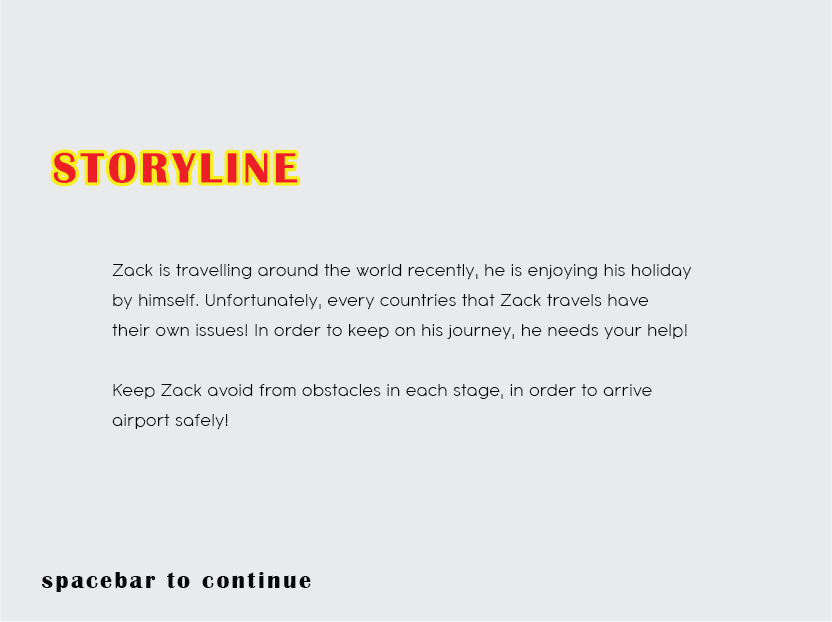 STORYLINE
Zack is travelling around the world recently, he is enjoying his holiday
by himself. Unfortunately, every countries that Zack travels have
their own issues! In order to keep on his journey, he needs your help!
Keep Zack avoid from obstacles in each stage, in order to arrive
airport safely!
spacebar to continue